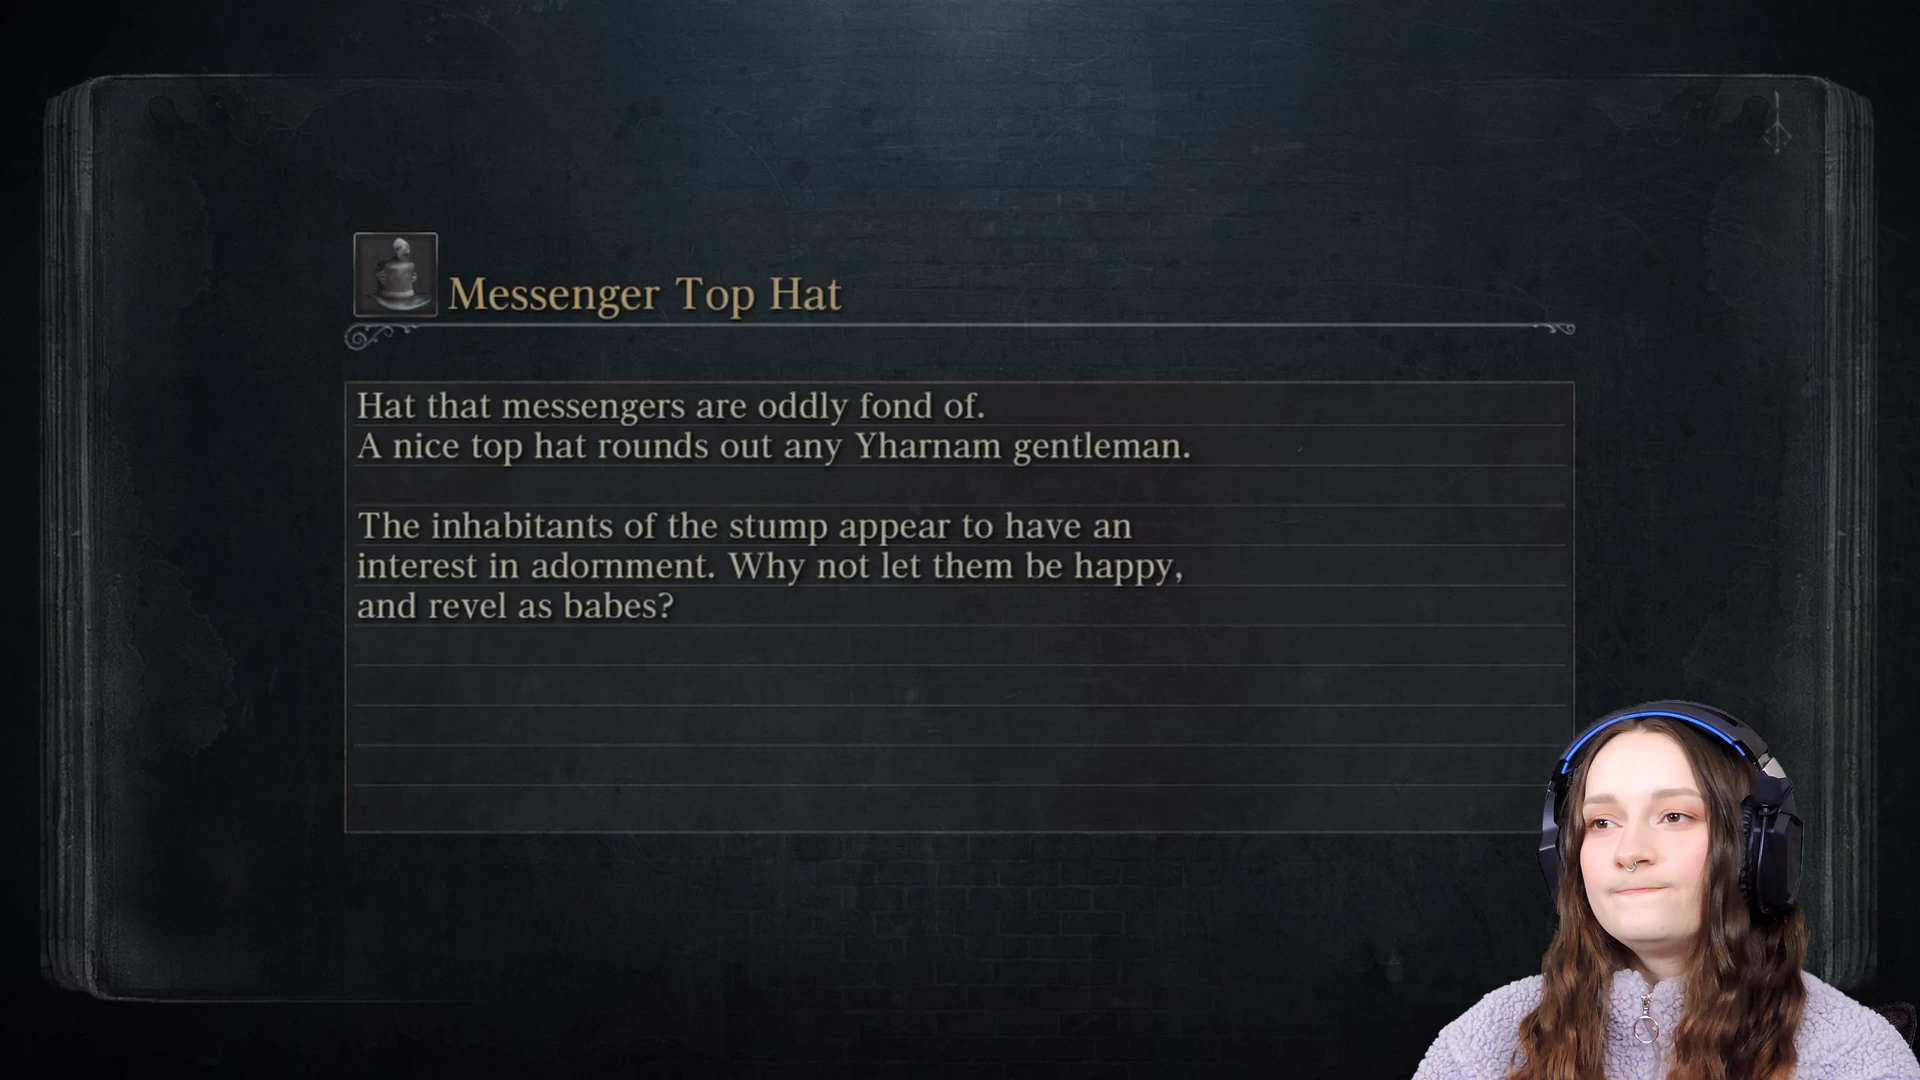 Messenger Top Hat
Hat that messengers are oddly fond of.
A nice top hat rounds out any Yharnam gentleman.
The inhabitants of the stump appear to have an
interest in adornment. Why not let them be happy,
and revel as babes?